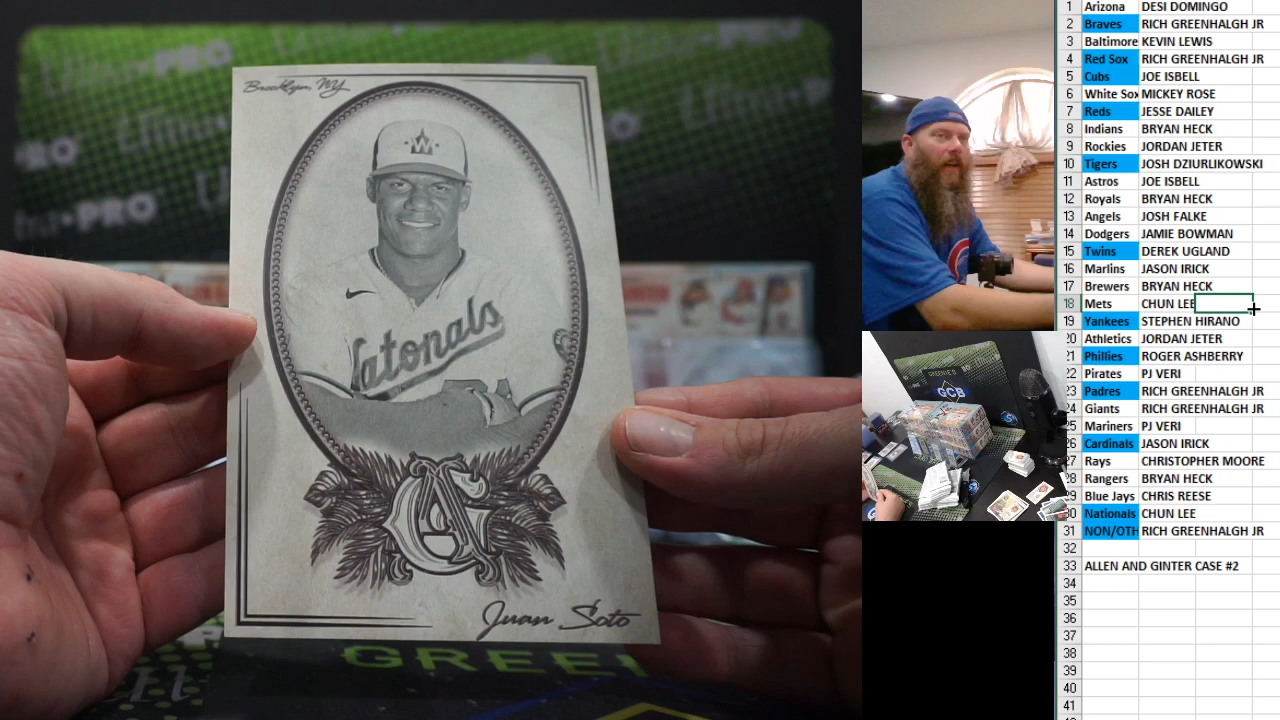 Brooklyn, NY
W
Nationals
Juan Soto
PRO
PRO
GREE
GREENIE'S
GCB
1 Arizona DESI DOMINGO
2 Braves RICH GREENHALGH JR
3 Baltimore KEVIN LEWIS
4 Red Sox RICH GREENHALGH JR
5 Cubs JOE ISBELL
6 White Sox MICKEY ROSE
7 Reds JESSE DAILEY
8 Indians BRYAN HECK
9 Rockies JORDAN JETER
10 Tigers JOSH DZIURLIKOWSKI
11 Astros JOE ISBELL
12 Royals BRYAN HECK
13 Angels JOSH FALKE
14 Dodgers JAMIE BOWMAN
15 Twins DEREK UGLAND
16 Marlins JASON IRICK
17 Brewers BRYAN HECK
18 Mets CHUN LEE
19 Yankees STEPHEN HIRANO
20 Athletics JORDAN JETER
21 Phillies ROGER ASHBERRY
22 Pirates PJ VERI
23 Padres RICH GREENHALGH JR
24 Giants RICH GREENHALGH JR
25 Mariners PJ VERI
26 Cardinals JASON IRICK
27 Rays CHRISTOPHER MOORE
28 Rangers BRYAN HECK
29 Blue Jays CHRIS REESE
30 Nationals CHUN LEE
31 NON/OTH RICH GREENHALGH JR
32
33 ALLEN AND GINTER CASE #2
34
35
36
37
38
39
40
41